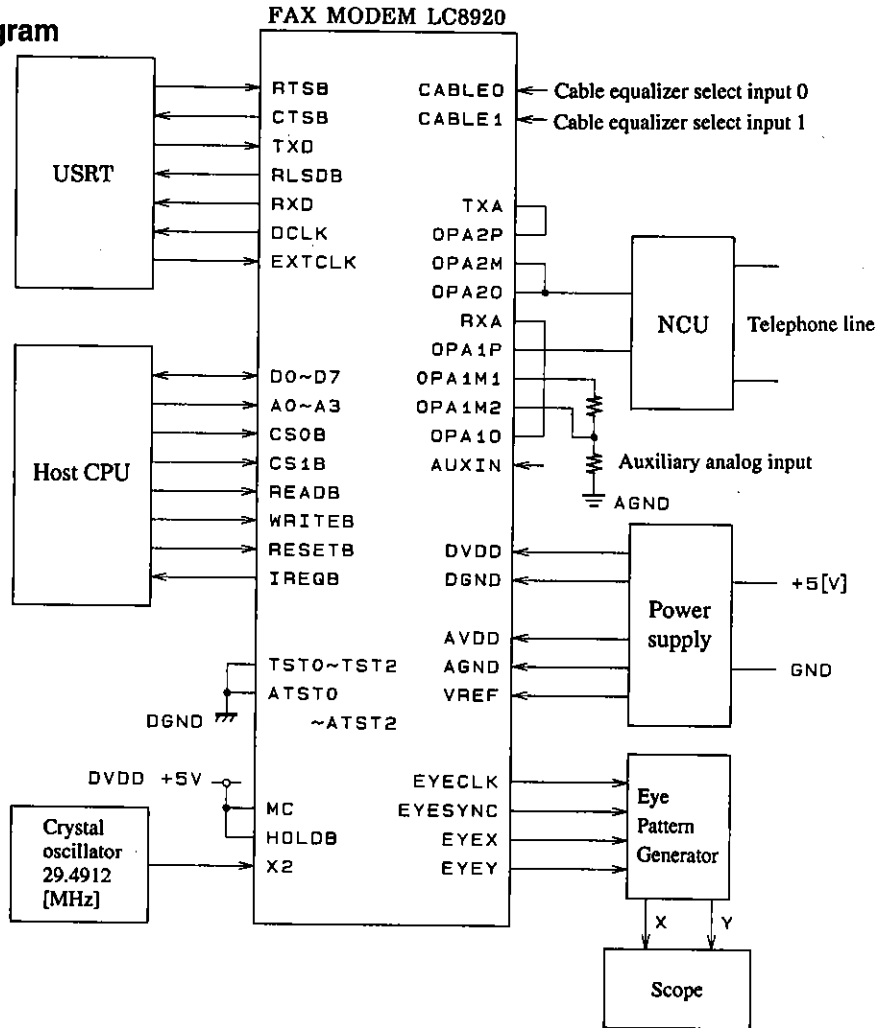 FAX MODEM LC8920
gram
USRT
RTSB
CTSB
TXD
RLSDB
RXD
DCLK
EXTCLK
CABLE0
CABLE1
Cable equalizer select input 0
Cable equalizer select input 1
TXA
OPA2P
OPA2M
OPA2O
RXA
OPA1P
OPA1M1
OPA1M2
OPA1O
AUXIN
NCU
Telephone line
Auxiliary analog input
AGND
Host CPU
D0~D7
A0~A3
CS0B
CS1B
READB
WRITEB
RESETB
IREQB
DVDD
DGND
AVDD
AGND
VREF
Power
supply
+5[V]
GND
TST0~TST2
ATST0
~ATST2
DGND
DVDD +5V
MC
HOLDB
X2
Crystal
oscillator
29.4912
[MHz]
EYECLK
EYESYNC
EYEX
EYEY
Eye
Pattern
Generator
X
Y
Scope